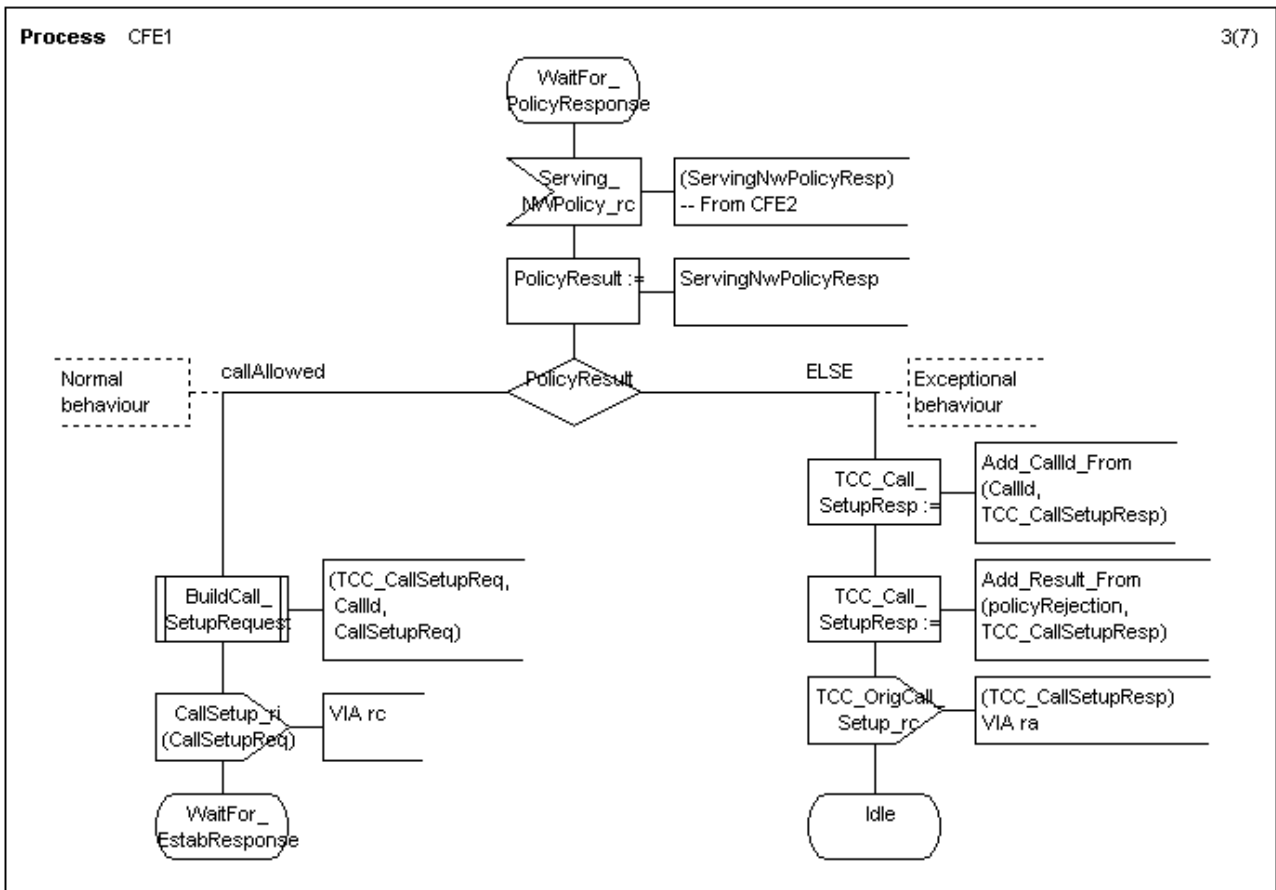 Process CFE1
3(7)
WaitFor_
PolicyResponse
Serving_
NWPolicy_rc
(ServingNwPolicyResp)
-- From CFE2
PolicyResult :=
ServingNwPolicyResp
PolicyResult
callAllowed
ELSE
Normal
behaviour
Exceptional
behaviour
TCC_Call_
SetupResp :=
Add_CallId_From
(CallId,
TCC_CallSetupResp)
BuildCall_
SetupRequest
(TCC_CallSetupReq,
CallId,
CallSetupReq)
TCC_Call_
SetupResp :=
Add_Result_From
(policyRejection,
TCC_CallSetupResp)
CallSetup_ri
(CallSetupReq)
VIA rc
TCC_OrigCall_
Setup_rc
(TCC_CallSetupResp)
VIA ra
WaitFor_
EstabResponse
Idle